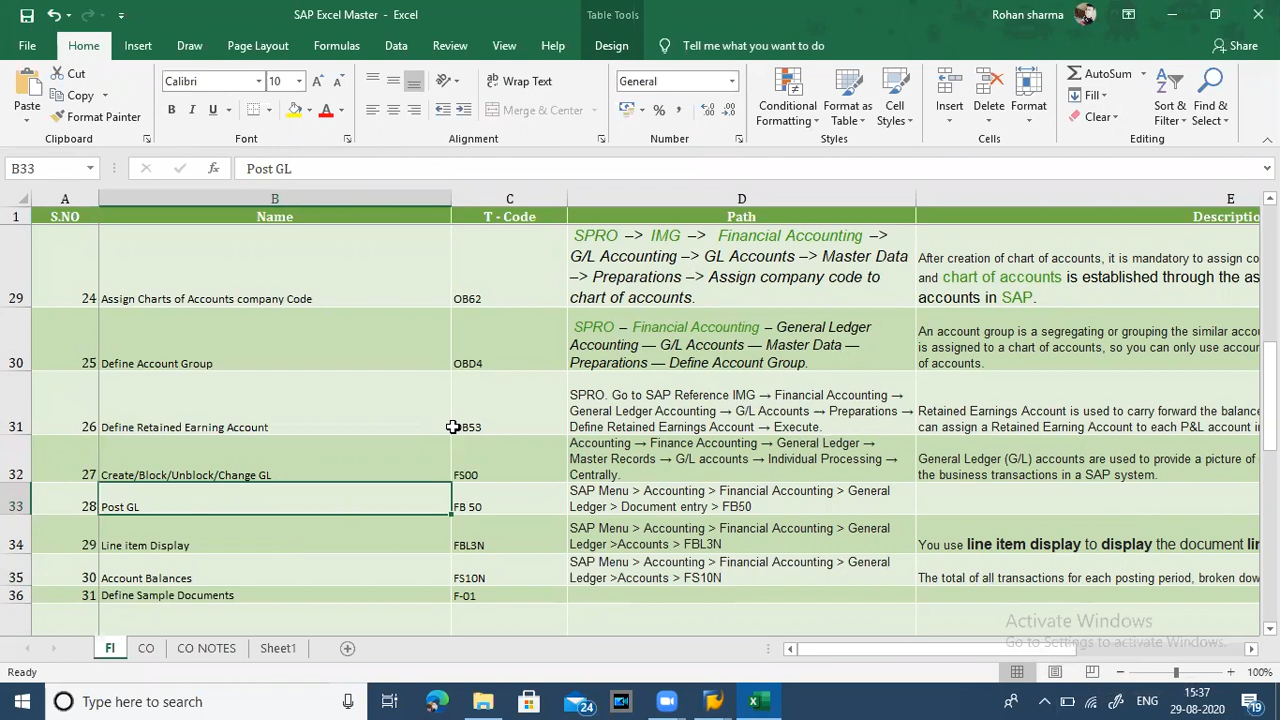 SAP Excel Master - Excel
Table Tools
Rohan sharma
File Home Insert Draw Page Layout Formulas Data Review View Help Design Tell me what you want to do Share
Paste
Cut
Copy
Format Painter
Clipboard
Calibri 10
B I U
Font
Wrap Text
Merge & Center
Alignment
General
Number
Conditional Formatting
Format as Table
Cell Styles
Styles
Insert Delete Format
Cells
AutoSum
Fill
Clear
Sort & Filter
Find & Select
Editing
B33 fx Post GL
A B C D E
1 S.NO Name T - Code Path Descriptio
29 24 Assign Charts of Accounts company Code OB62
SPRO –> IMG –> Financial Accounting –>
G/L Accounting –> GL Accounts –> Master Data
–> Preparations –> Assign company code to
chart of accounts.
After creation of chart of accounts, it is mandatory to assign co
and chart of accounts is established through the as
accounts in SAP.
30 25 Define Account Group OBD4
SPRO – Financial Accounting – General Ledger
Accounting — G/L Accounts — Master Data —
Preparations — Define Account Group.
An account group is a segregating or grouping the similar accou
is assigned to a chart of accounts, so you can only use accoun
of accounts.
31 26 Define Retained Earning Account OB53
SPRO. Go to SAP Reference IMG → Financial Accounting →
General Ledger Accounting → G/L Accounts → Preparations →
Define Retained Earnings Account → Execute.
Retained Earnings Account is used to carry forward the balance
can assign a Retained Earning Account to each P&L account i
32 27 Create/Block/Unblock/Change GL FS00
Accounting → Finance Accounting → General Ledger →
Master Records → G/L accounts → Individual Processing →
Centrally.
General Ledger (G/L) accounts are used to provide a picture of
the business transactions in a SAP system.
33 28 Post GL FB 50
SAP Menu > Accounting > Financial Accounting > General
Ledger > Document entry > FB50
34 29 Line item Display FBL3N
SAP Menu > Accounting > Financial Accounting > General
Ledger >Accounts > FBL3N
You use line item display to display the document lin
35 30 Account Balances FS10N
SAP Menu > Accounting > Financial Accounting > General
Ledger >Accounts > FS10N
The total of all transactions for each posting period, broken dow
36 31 Define Sample Documents F-01
Activate Windows
Go to Settings to activate Windows.
FI CO CO NOTES Sheet1
Ready 100%
Type here to search 24 ENG 15:37
29-08-2020 19